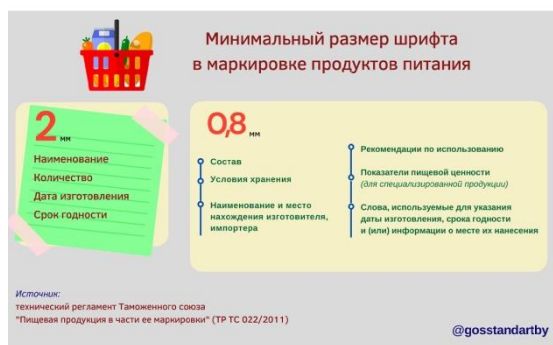 Минимальный размер шрифта
в маркировке продуктов питания
2 мм
Наименование
Количество
Дата изготовления
Срок годности
0,8 мм
Состав
Условия хранения
Наименование и место
нахождения изготовителя,
импортера
Рекомендации по использованию
Показатели пищевой ценности
(для специализированной продукции)
Слова, используемые для указания
даты изготовления, срока годности
и (или) информации о месте их нанесения
Источник:
технический регламент Таможенного союза
"Пищевая продукция в части ее маркировки" (ТР ТС 022/2011)
@gosstandartby